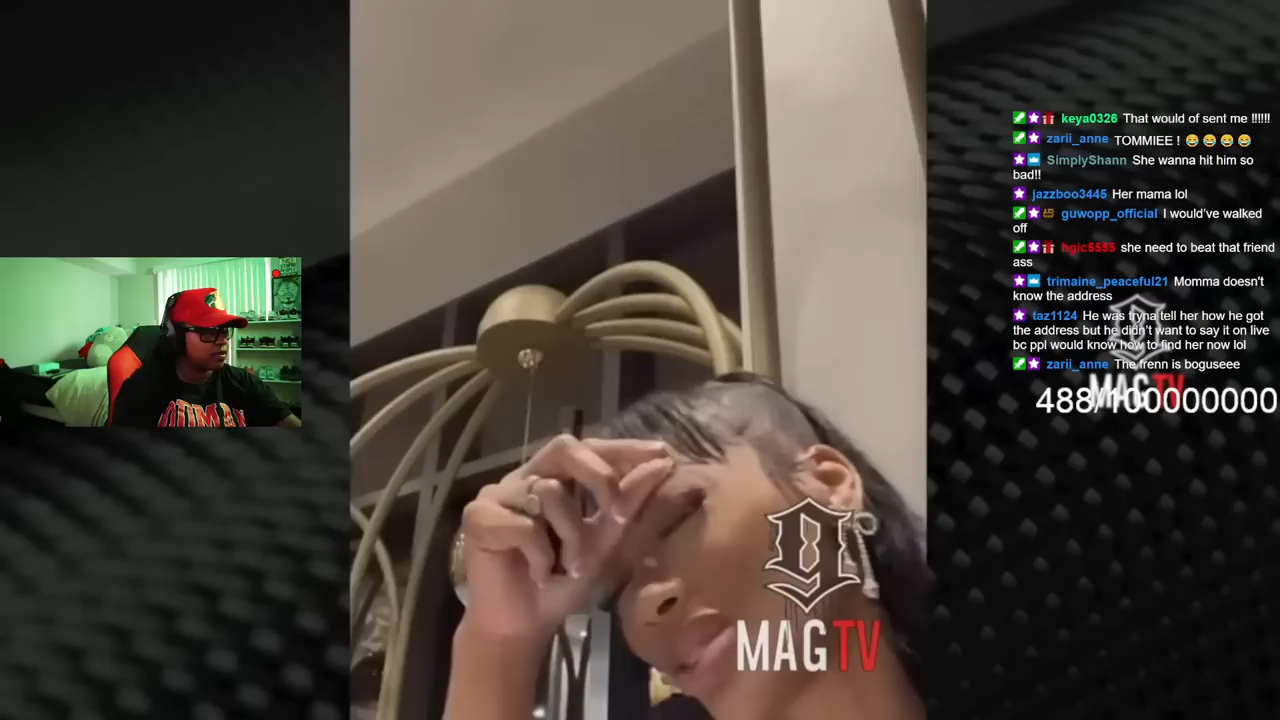 keya0326 That would of sent me !!!!!!
zarii_anne TOMMIEE ! 😂 😂 😂 😂
SimplyShann She wanna hit him so
bad!!
jazzboo3445 Her mama lol
guwopp_official I would've walked
off
hgic5555 she need to beat that friend
ass
trimaine_peaceful21 Momma doesn't
know the address
taz1124 He was tryna tell her how he got
the address but he didn't want to say it on live
bc ppl would know how to find her now lol
zarii_anne The frenn is boguseee
MAGTV
488/100000000
g
MAGTV